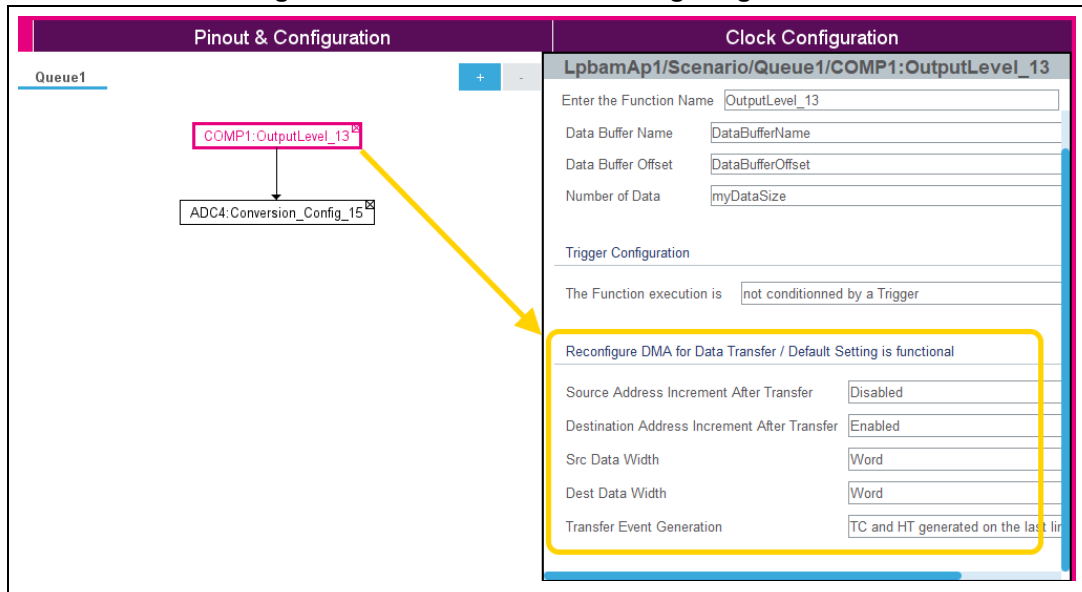 Pinout & Configuration
Clock Configuration
Queue1
+
-
COMP1:OutputLevel_13
ADC4:Conversion_Config_15
LpbamAp1/Scenario/Queue1/COMP1:OutputLevel_13
Enter the Function Name OutputLevel_13
Data Buffer Name DataBufferName
Data Buffer Offset DataBufferOffset
Number of Data myDataSize
Trigger Configuration
The Function execution is not conditionned by a Trigger
Reconfigure DMA for Data Transfer / Default Setting is functional
Source Address Increment After Transfer Disabled
Destination Address Increment After Transfer Enabled
Src Data Width Word
Dest Data Width Word
Transfer Event Generation TC and HT generated on the last